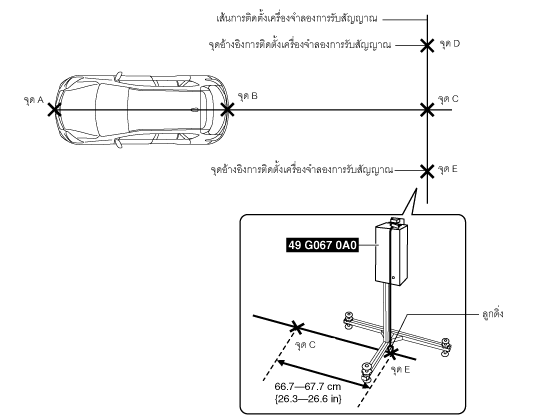 เส้นการติดตั้งเครื่องจำลองการรับสัญญาณ
จุดอ้างอิงการติดตั้งเครื่องจำลองการรับสัญญาณ
จุด D
จุด A
จุด B
จุด C
จุดอ้างอิงการติดตั้งเครื่องจำลองการรับสัญญาณ
จุด E
49 G067 0A0
ลูกดิ่ง
จุด C
จุด E
66.7—67.7 cm
{26.3—26.6 in}